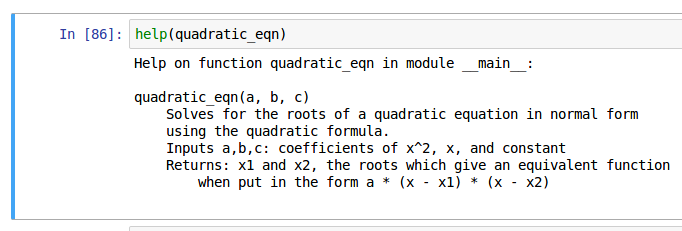 In [86]: help(quadratic_eqn)
Help on function quadratic_eqn in module __main__:
quadratic_eqn(a, b, c)
Solves for the roots of a quadratic equation in normal form
using the quadratic formula.
Inputs a,b,c: coefficients of x^2, x, and constant
Returns: x1 and x2, the roots which give an equivalent function
when put in the form a * (x - x1) * (x - x2)